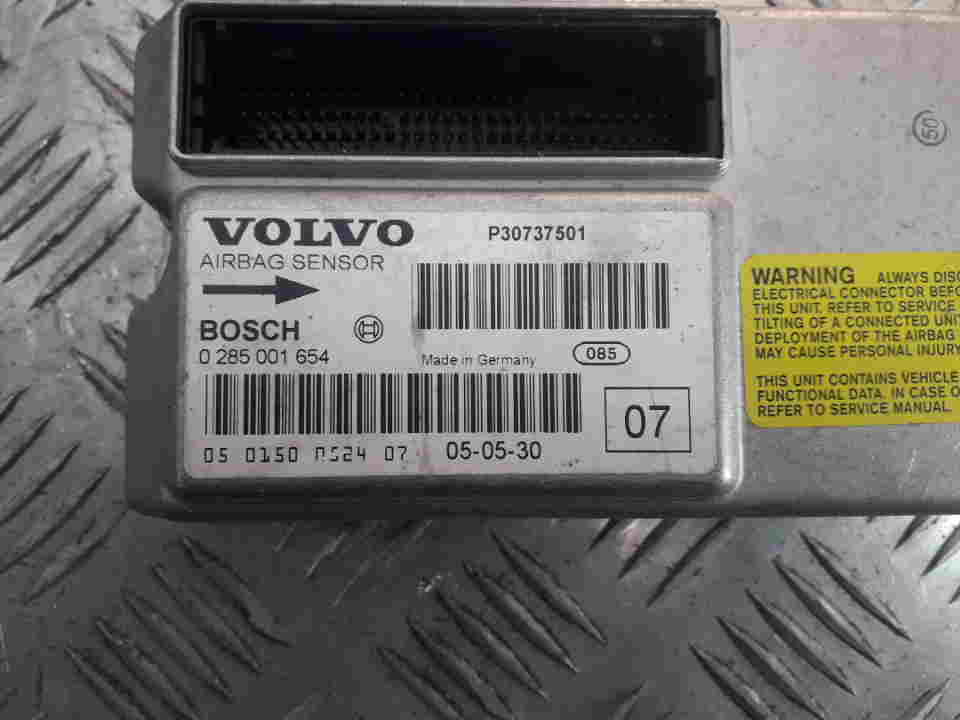 VOLVO
P30737501
AIRBAG SENSOR
BOSCH
0 285 001 654
Made in Germany
085
07
05 0150 0524 07
05-05-30
50
WARNING ALWAYS DISC
ELECTRICAL CONNECTOR BEFO
THIS UNIT. REFER TO SERVICE
TILTING OF A CONNECTED UNIT
DEPLOYMENT OF THE AIRBAG
MAY CAUSE PERSONAL INJURY
THIS UNIT CONTAINS VEHICLE
FUNCTIONAL DATA. IN CASE O
REFER TO SERVICE MANUAL.